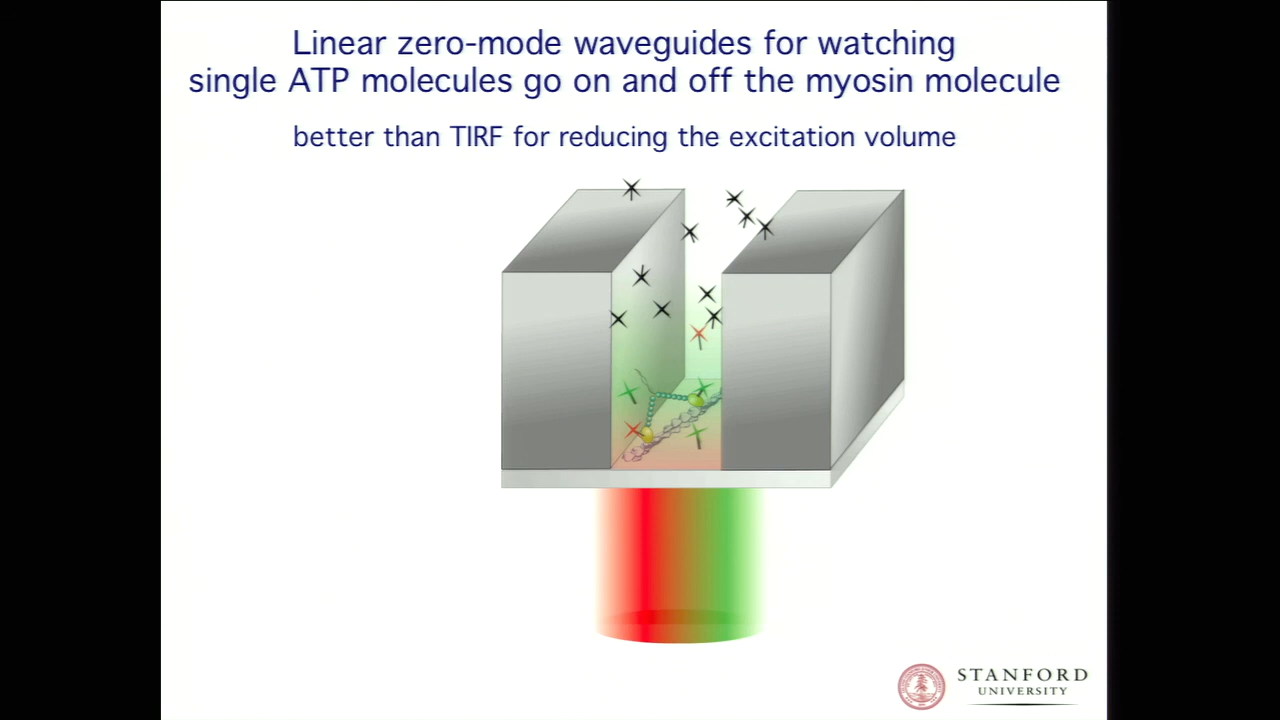 Linear zero-mode waveguides for watching
single ATP molecules go on and off the myosin molecule
better than TIRF for reducing the excitation volume
STANFORD
UNIVERSITY